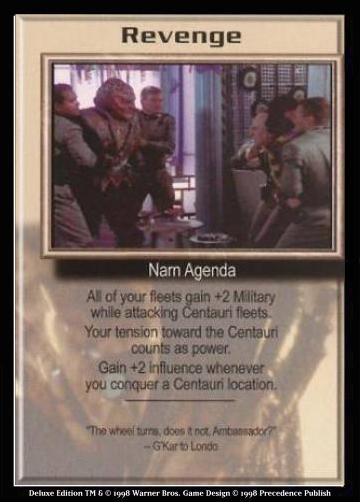 Revenge
Narn Agenda
All of your fleets gain +2 Military
while attacking Centauri fleets.
Your tension toward the Centauri
counts as power.
Gain +2 influence whenever
you conquer a Centauri location.
"The wheel turns, does it not, Ambassador?"
– G'Kar to Londo
Deluxe Edition TM & © 1998 Warner Bros. Game Design © 1998 Precedence Publish